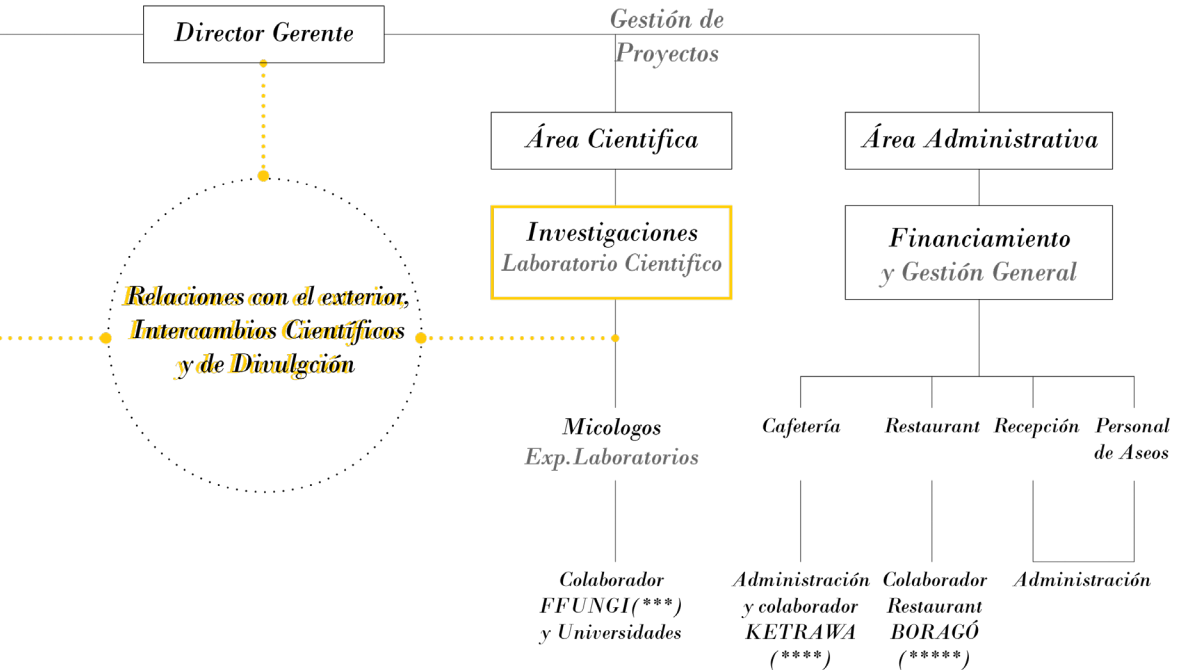 Director Gerente
Gestión de
Proyectos
Área Cientifica
Área Administrativa
Investigaciones
Laboratorio Cientifico
Financiamiento
y Gestión General
Relaciones con el exterior,
Intercambios Científicos
y de Divulgción
Micologos
Exp.Laboratorios
Cafetería
Restaurant
Recepción
Personal
de Aseos
Colaborador
FFUNGI(***)
y Universidades
Administración
y colaborador
KETRAWA
(****)
Colaborador
Restaurant
BORAGÓ
(*****)
Administración